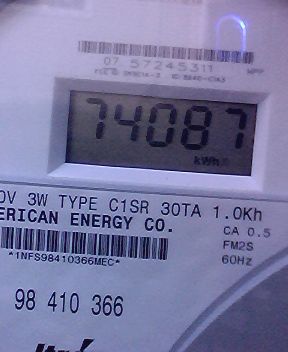 07 57245311
74087
kWh
0V 3W TYPE C1SR 30TA 1.0Kh
ERICAN ENERGY CO.
CA 0.5
FM2S
60Hz
*1NFS98410366MEC*
98 410 366